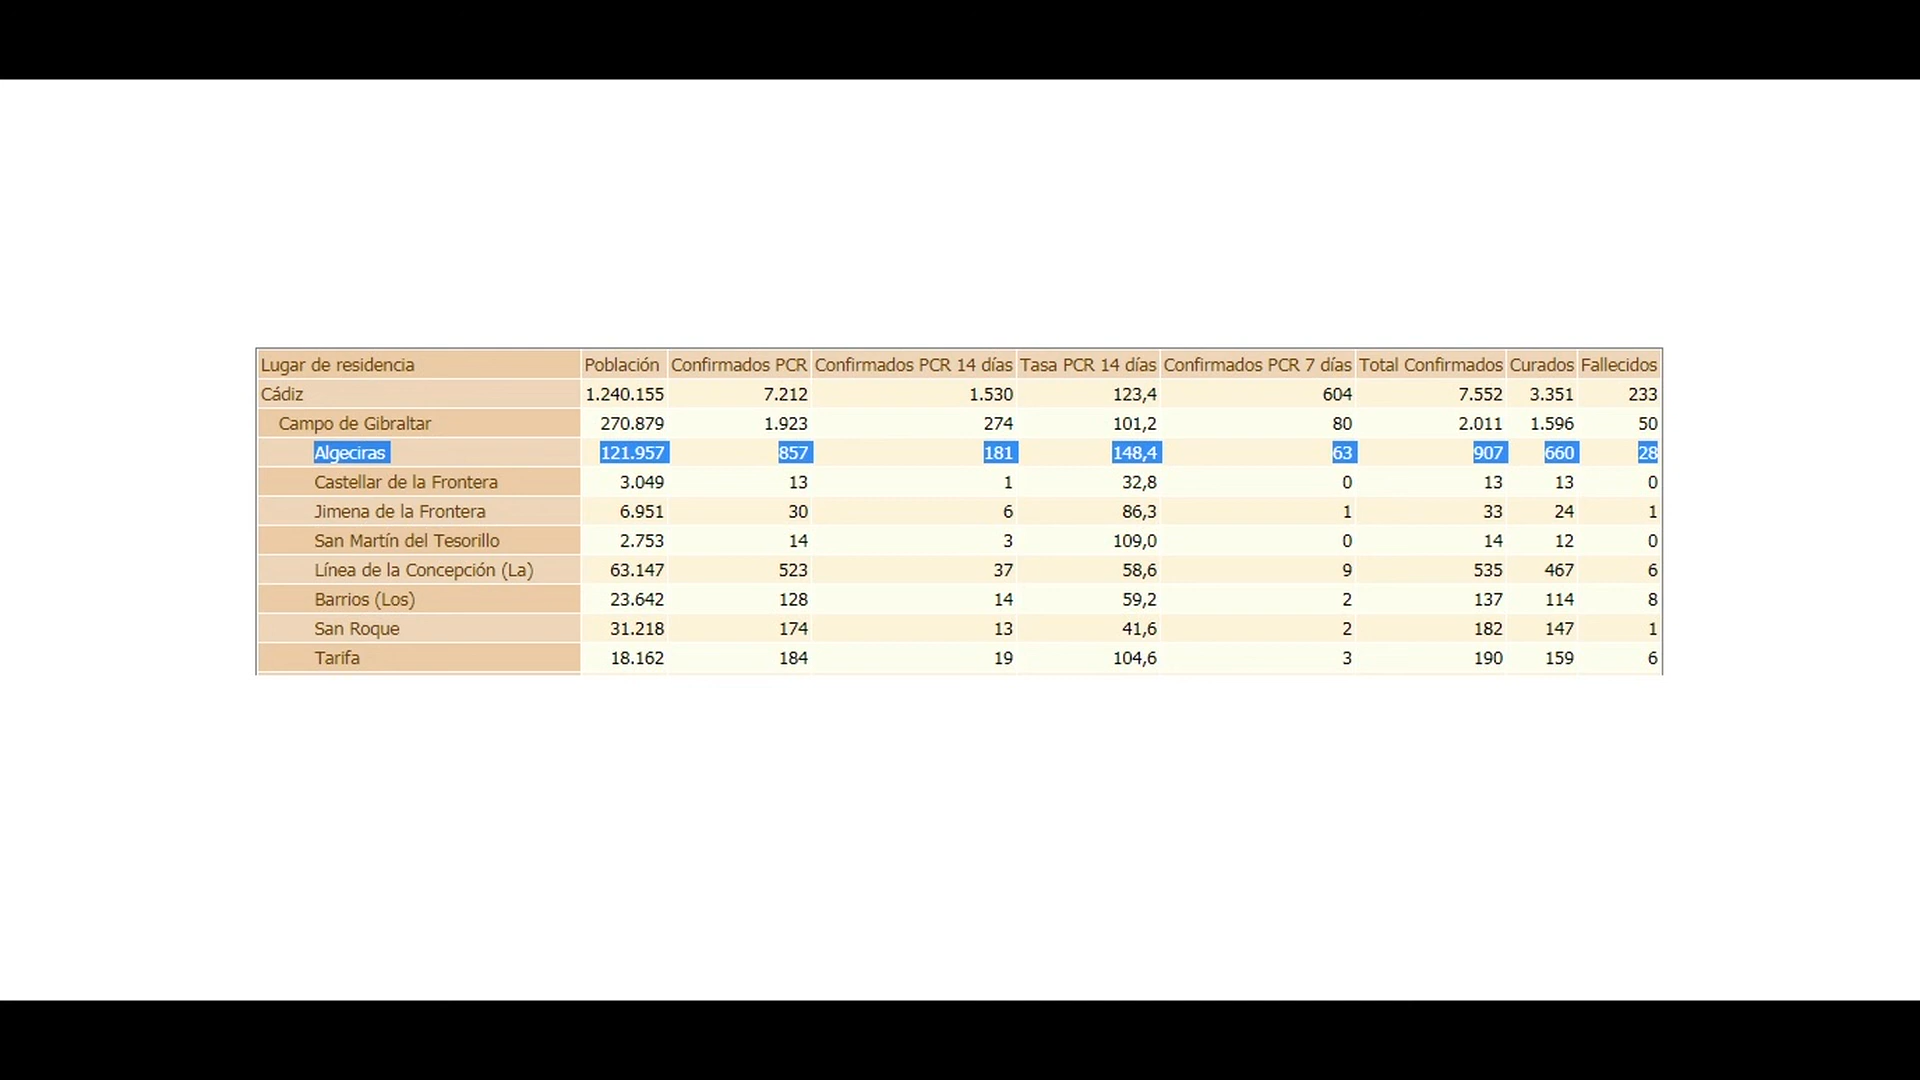 Lugar de residencia Población Confirmados PCR Confirmados PCR 14 días Tasa PCR 14 días Confirmados PCR 7 días Total Confirmados Curados Fallecidos
Cádiz 1.240.155 7.212 1.530 123,4 604 7.552 3.351 233
Campo de Gibraltar 270.879 1.923 274 101,2 80 2.011 1.596 50
Algeciras 121.957 857 181 148,4 63 907 660 28
Castellar de la Frontera 3.049 13 1 32,8 0 13 13 0
Jimena de la Frontera 6.951 30 6 86,3 1 33 24 1
San Martín del Tesorillo 2.753 14 3 109,0 0 14 12 0
Línea de la Concepción (La) 63.147 523 37 58,6 9 535 467 6
Barrios (Los) 23.642 128 14 59,2 2 137 114 8
San Roque 31.218 174 13 41,6 2 182 147 1
Tarifa 18.162 184 19 104,6 3 190 159 6